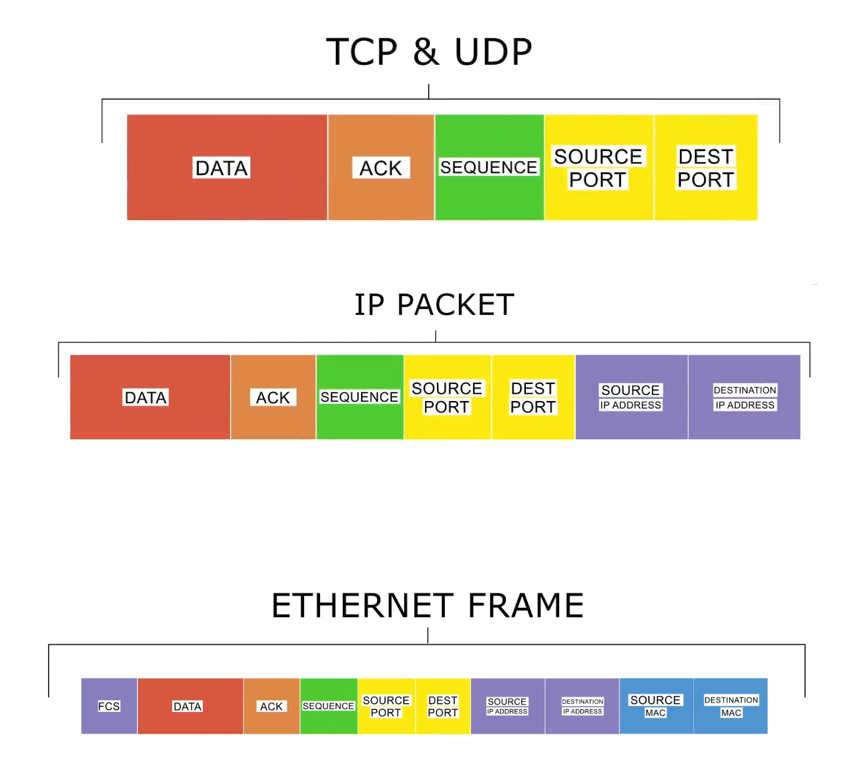 TCP & UDP
DATA
ACK
SEQUENCE
SOURCE
PORT
DEST
PORT
IP PACKET
DATA
ACK
SEQUENCE
SOURCE
PORT
DEST
PORT
SOURCE
IP ADDRESS
DESTINATION
IP ADDRESS
ETHERNET FRAME
FCS
DATA
ACK
SEQUENCE
SOURCE
PORT
DEST
PORT
SOURCE
IP ADDRESS
DESTINATION
IP ADDRESS
SOURCE
MAC
DESTINATION
MAC